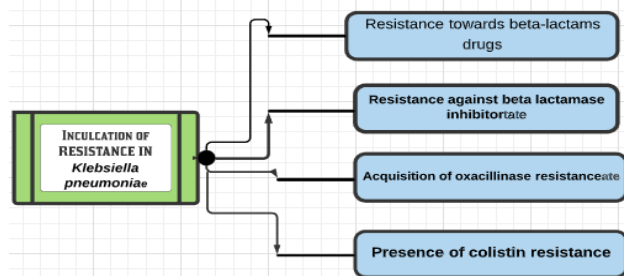 Resistance towards beta-lactams
drugs
Resistance against beta lactamase
inhibitortate
INCULCATION OF
RESISTANCE IN
Klebsiella
pneumoniae
Acquisition of oxacillinase resistanceate
Presence of colistin resistance